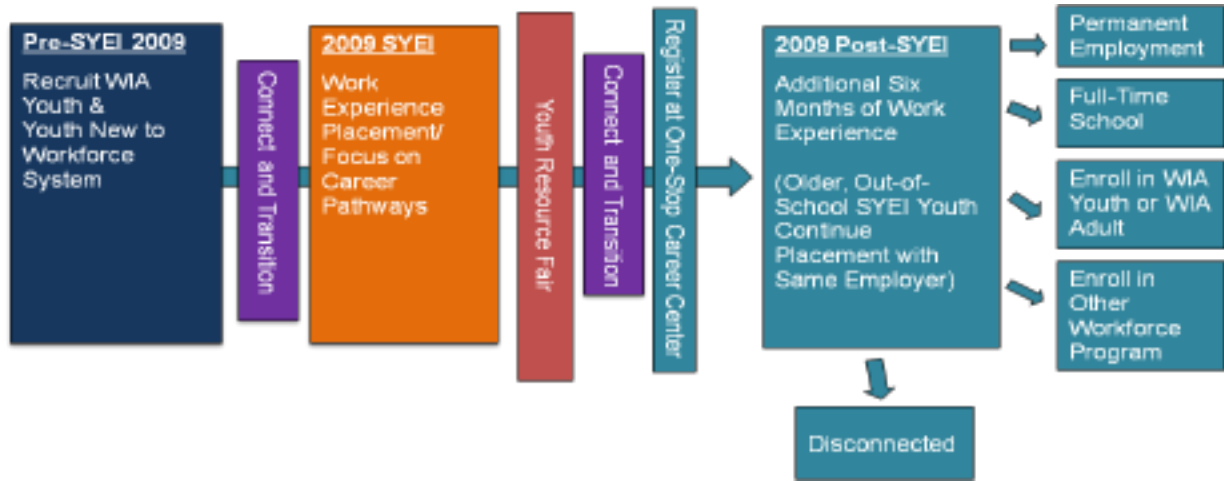 Pre-SYEI 2009
Recruit WIA
Youth &
Youth New to
Workforce
System
Connect and Transition
2009 SYEI
Work
Experience
Placement/
Focus on
Career
Pathways
Youth Resource Fair
Connect and Transition
Register at One-Stop Career Center
2009 Post-SYEI
Additional Six
Months of Work
Experience
(Older, Out-of-
School SYEI Youth
Continue
Placement with
Same Employer)
Permanent
Employment
Full-Time
School
Enroll in WIA
Youth or WIA
Adult
Enroll in
Other
Workforce
Program
Disconnected